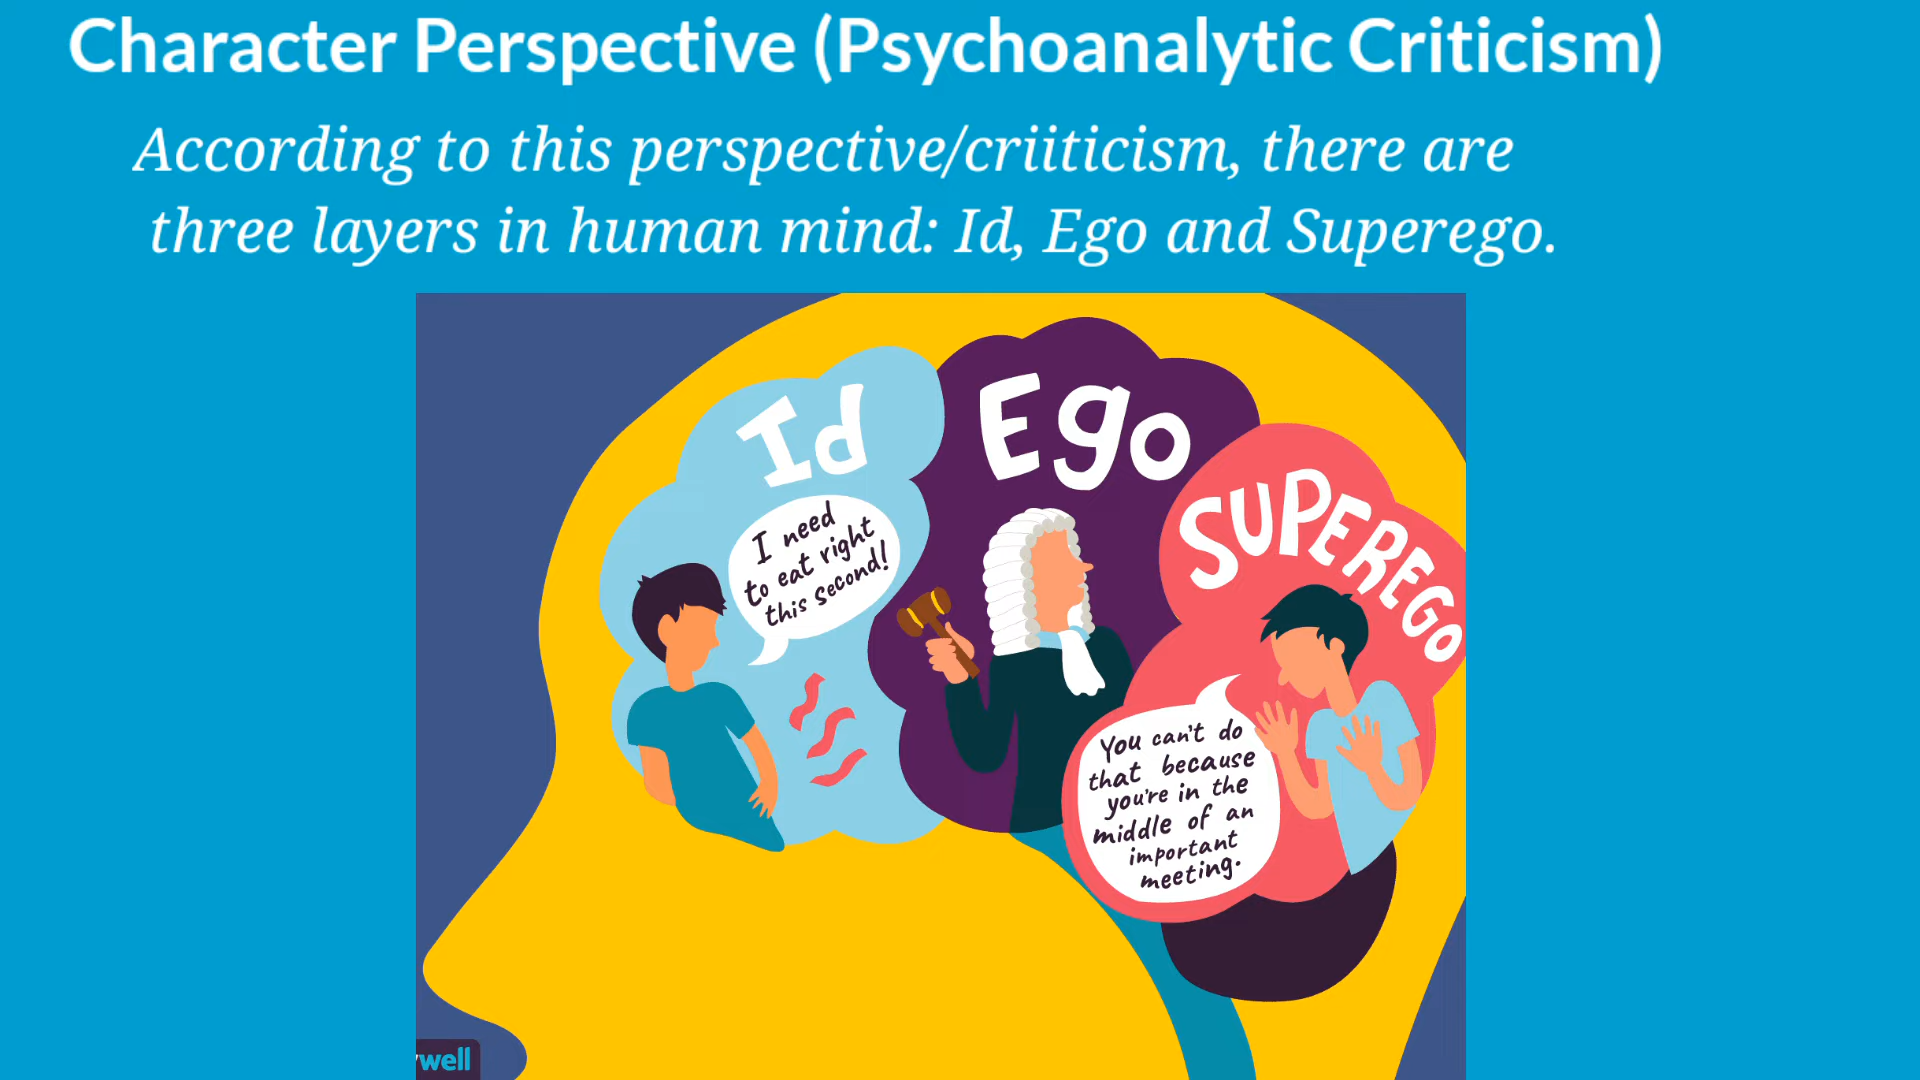 Character Perspective (Psychoanalytic Criticism)
According to this perspective/criiticism, there are
three layers in human mind: Id, Ego and Superego.
Id
Ego
SUPEREGO
I need
to eat right
this second!
You can't do
that because
you're in the
middle of an
important
meeting.
well